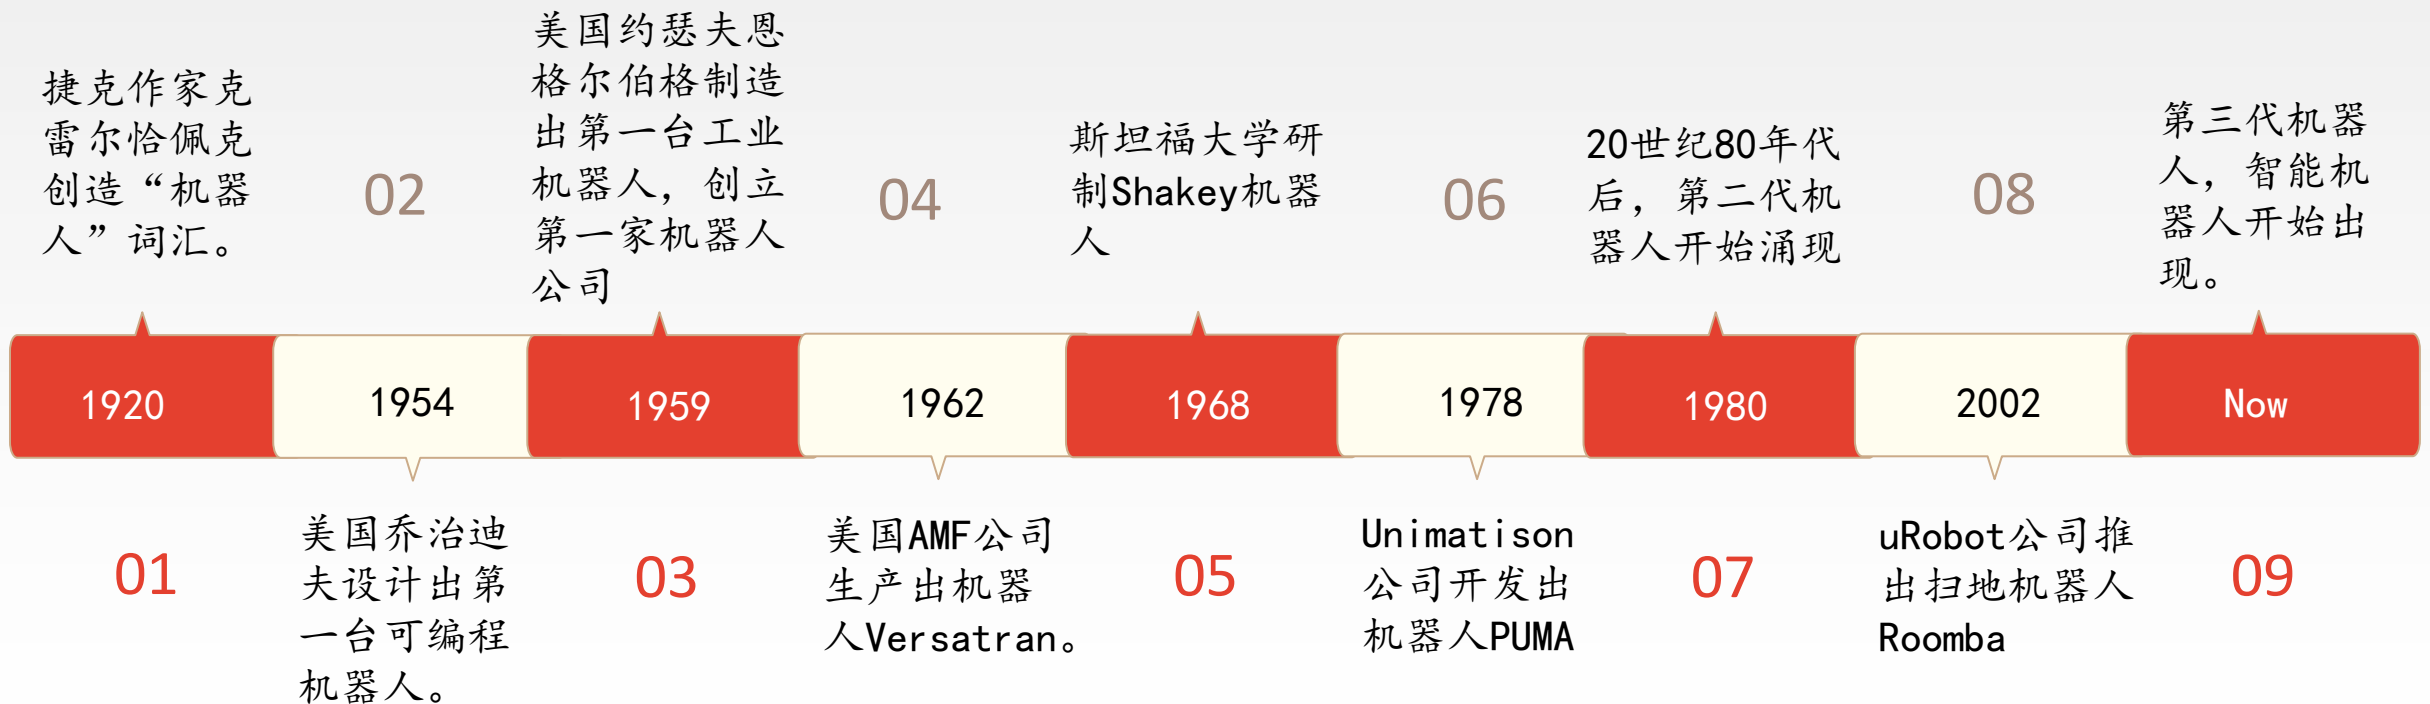 捷克作家克
雷尔恰佩克
创造“机器
人”词汇。
1920
01
02
1954
美国乔治迪
夫设计出第
一台可编程
机器人。
美国约瑟夫恩
格尔伯格制造
出第一台工业
机器人，创立
第一家机器人
公司
1959
03
04
1962
美国AMF公司
生产出机器
人Versatran。
斯坦福大学研
制Shakey机器
人
1968
05
06
1978
Unimatison
公司开发出
机器人PUMA
20世纪80年代
后，第二代机
器人开始涌现
1980
07
08
2002
uRobot公司推
出扫地机器人
Roomba
第三代机器
人，智能机
器人开始出
现。
Now
09